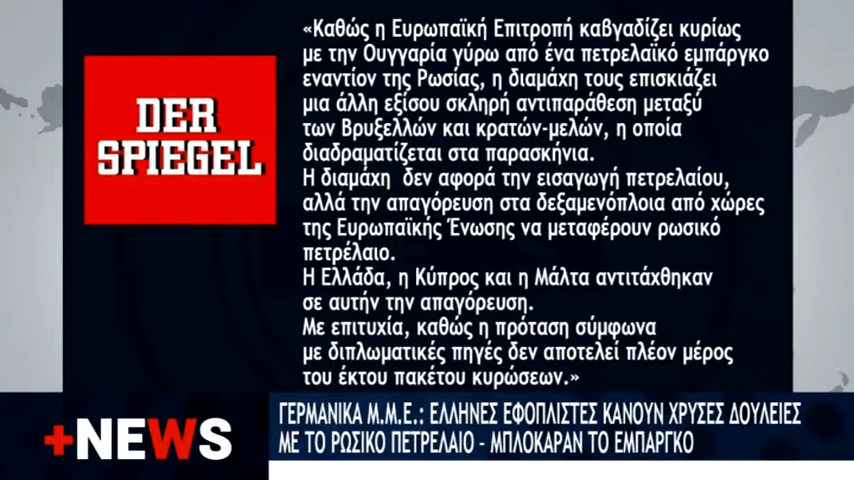 «Καθώς η Ευρωπαϊκή Επιτροπή καβγαδίζει κυρίως
με την Ουγγαρία γύρω από ένα πετρελαϊκό εμπάργκο
εναντίον της Ρωσίας, η διαμάχη τους επισκιάζει
μια άλλη εξίσου σκληρή αντιπαράθεση μεταξύ
των Βρυξελλών και κρατών-μελών, η οποία
διαδραματίζεται στα παρασκήνια.
Η διαμάχη δεν αφορά την εισαγωγή πετρελαίου,
αλλά την απαγόρευση στα δεξαμενόπλοια από χώρες
της Ευρωπαϊκής Ένωσης να μεταφέρουν ρωσικό
πετρέλαιο.
Η Ελλάδα, η Κύπρος και η Μάλτα αντιτάχθηκαν
σε αυτήν την απαγόρευση.
Με επιτυχία, καθώς η πρόταση σύμφωνα
με διπλωματικές πηγές δεν αποτελεί πλέον μέρος
του έκτου πακέτου κυρώσεων.»
DER
SPIEGEL
ΓΕΡΜΑΝΙΚΑ Μ.Μ.Ε.: ΕΛΛΗΝΕΣ ΕΦΟΠΛΙΣΤΕΣ ΚΑΝΟΥΝ ΧΡΥΣΕΣ ΔΟΥΛΕΙΕΣ
ΜΕ ΤΟ ΡΩΣΙΚΟ ΠΕΤΡΕΛΑΙΟ - ΜΠΛΟΚΑΡΑΝ ΤΟ ΕΜΠΑΡΓΚΟ
+NEWS